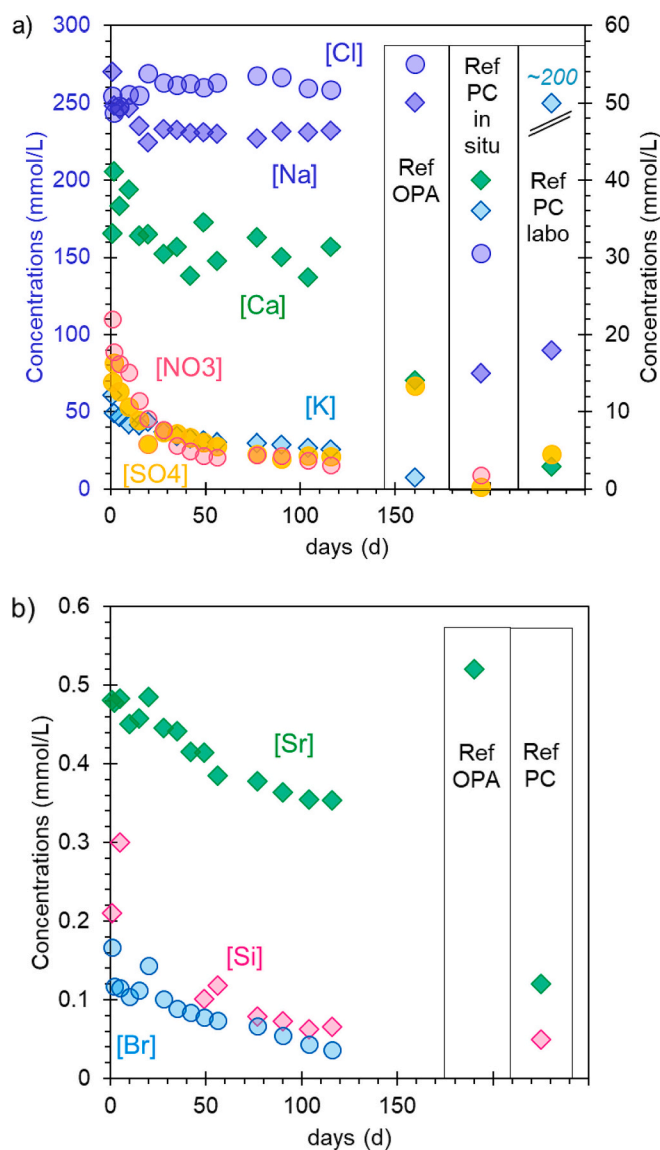 a)
300
250
200
150
100
50
0
Concentrations (mmol/L)
[Cl]
[Na]
[Ca]
[NO3]
[K]
[SO4]
0
50
100
150
days (d)
Ref
OPA
Ref
PC
in
situ
~200
Ref
PC
labo
60
50
40
30
20
10
0
Concentrations (mmol/L)
b)
0.6
0.5
0.4
0.3
0.2
0.1
0
Concentrations (mmol/L)
[Sr]
[Si]
[Br]
Ref
OPA
Ref
PC
0
50
100
150
days (d)